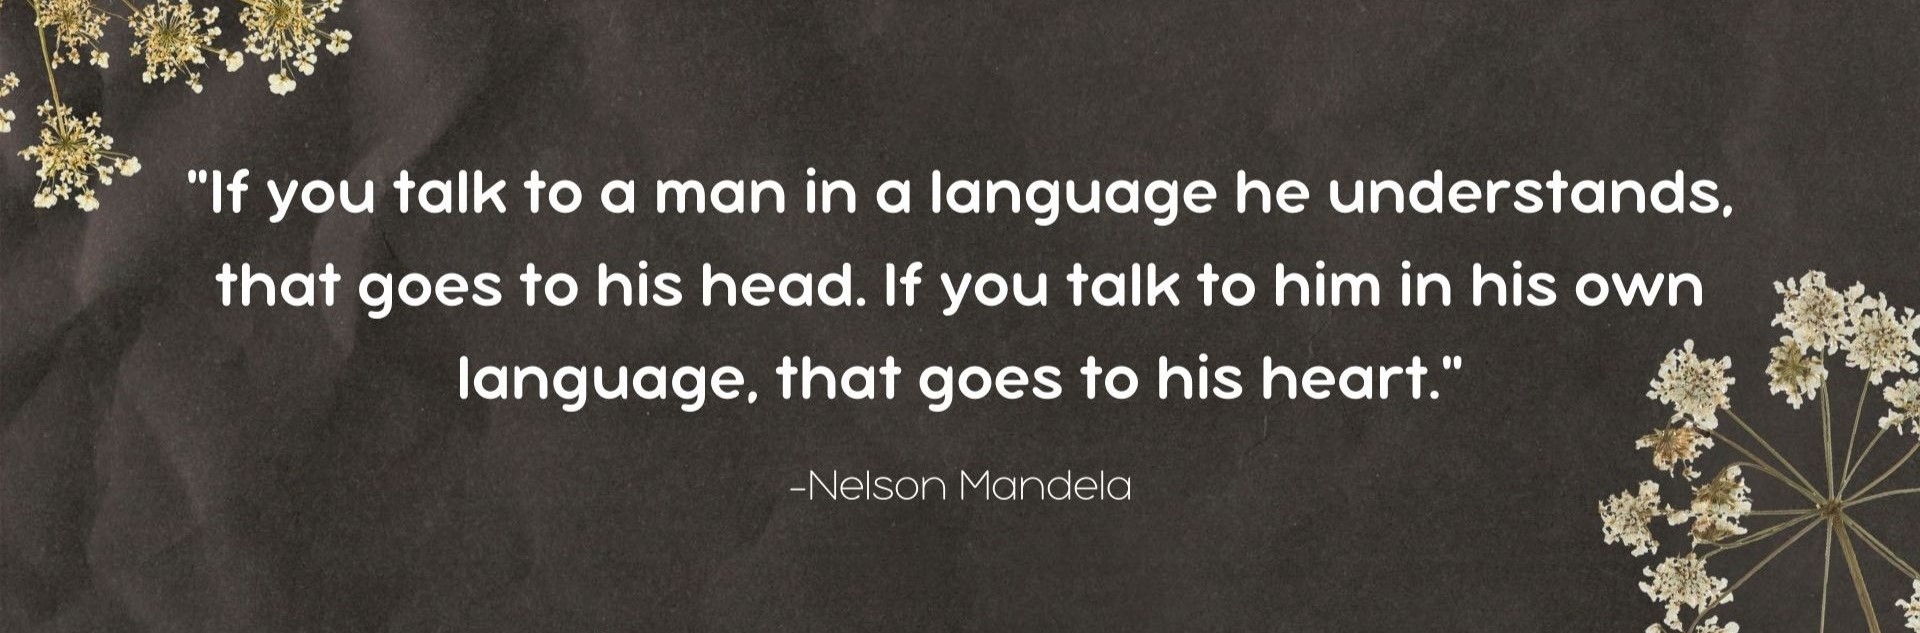 "If you talk to a man in a language he understands,
that goes to his head. If you talk to him in his own
language, that goes to his heart."
-Nelson Mandela